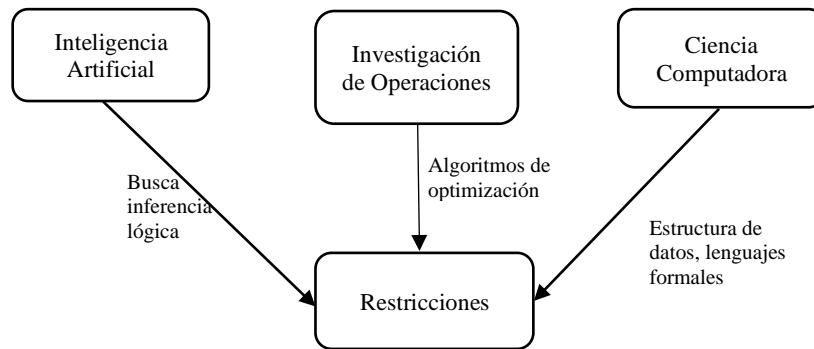 Inteligencia
Artificial
Investigación
de Operaciones
Ciencia
Computadora
Busca
inferencia
lógica
Algoritmos de
optimización
Estructura de
datos, lenguajes
formales
Restricciones